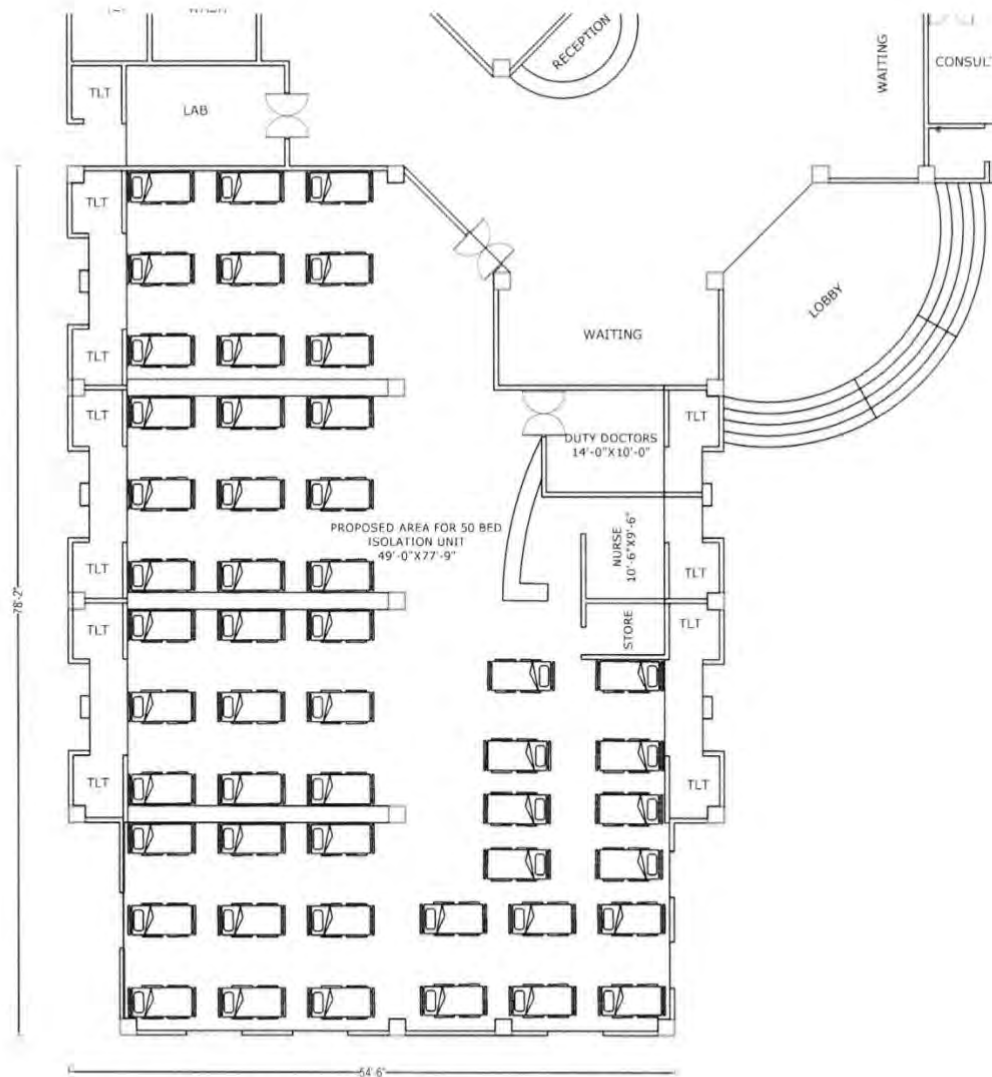 RECEPTION
WAITING
CONSULT
TLT
LAB
TLT
LOBBY
WAITING
TLT
TLT
TLT
DUTY DOCTORS
14'-0"X10'-0"
PROPOSED AREA FOR 50 BED
ISOLATION UNIT
49'-0"X77'-9"
NURSE
10'-6"X9'-6"
TLT
TLT
78'-2"
TLT
STORE
TLT
TLT
TLT
54'6"